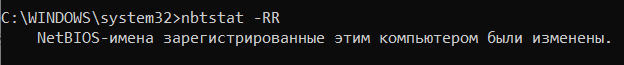 C:\WINDOWS\system32>nbtstat -RR
NetBIOS-имена зарегистрированные этим компьютером были изменены.